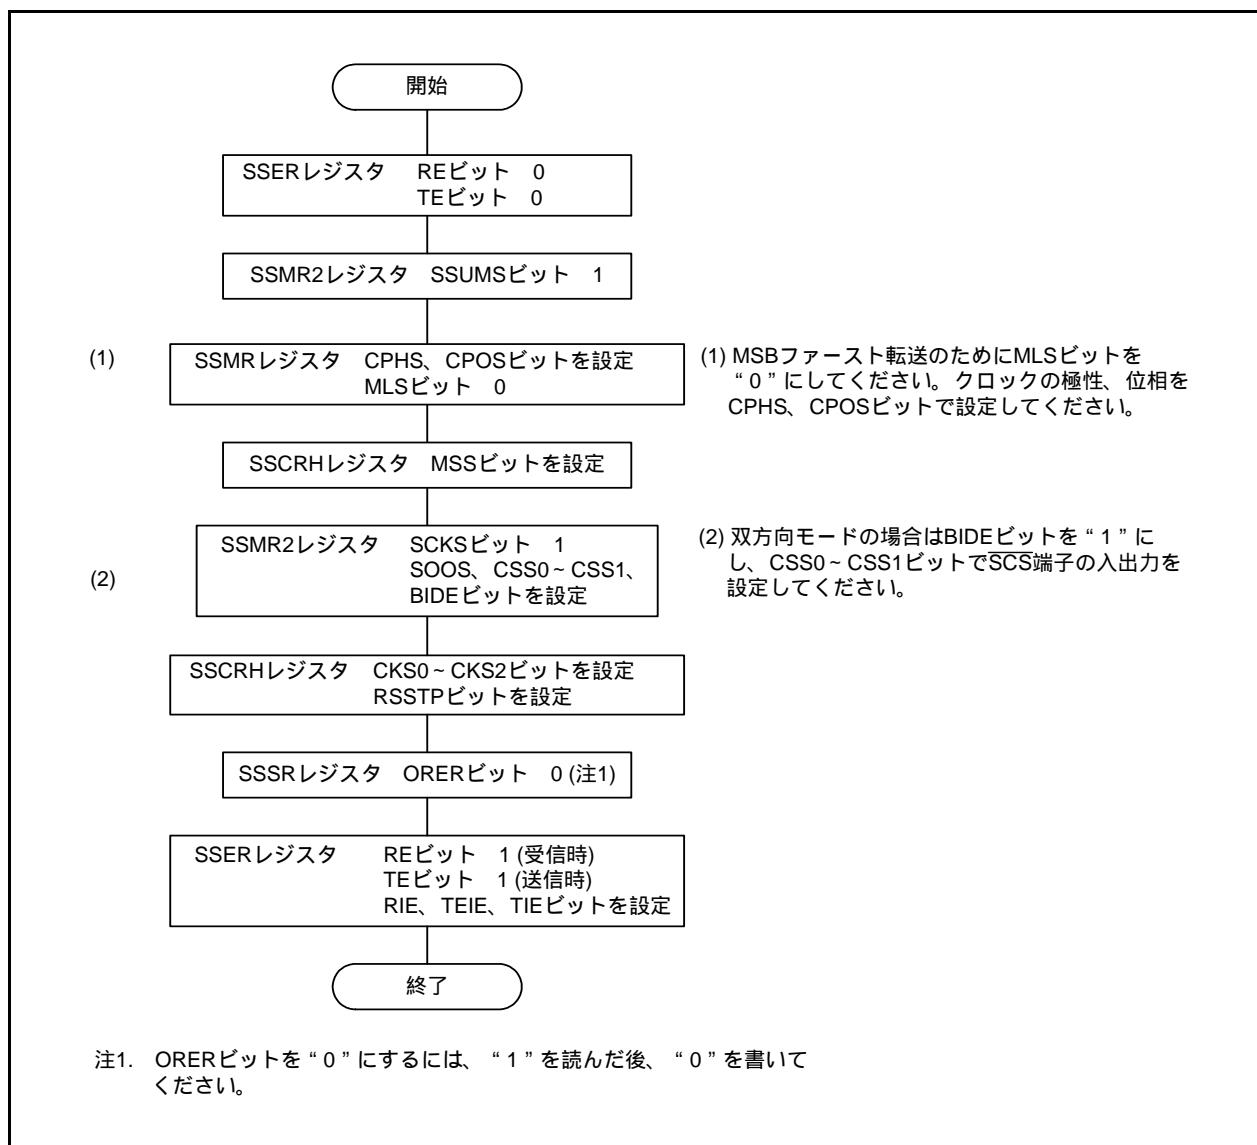 開始
SSERレジスタ REビット 0
TEビット 0
SSMR2レジスタ SSUMSビット 1
(1)
SSMRレジスタ CPHS、CPOSビットを設定
MLSビット 0
(1) MSBファースト転送のためにMLSビットを
“0”にしてください。クロックの極性、位相を
CPHS、CPOSビットで設定してください。
SSCRHレジスタ MSSビットを設定
(2)
SSMR2レジスタ SCKSビット 1
SOOS、CSS0~CSS1、
BIDEビットを設定
(2) 双方向モードの場合はBIDEビットを“1”に
し、CSS0~CSS1ビットでSCS端子の入出力を
設定してください。
SSCRHレジスタ CKS0~CKS2ビットを設定
RSSTPビットを設定
SSSRレジスタ ORERビット 0 (注1)
SSERレジスタ REビット 1 (受信時)
TEビット 1 (送信時)
RIE、TEIE、TIEビットを設定
終了
注1. ORERビットを“0”にするには、“1”を読んだ後、“0”を書いて
ください。